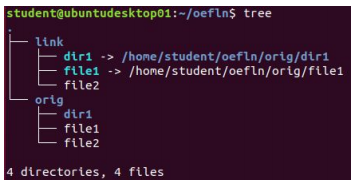 student@ubuntudesktop01:~/oefln$ tree
.
├── link
│   ├── dir1 -> /home/student/oefln/orig/dir1
│   ├── file1 -> /home/student/oefln/orig/file1
│   └── file2
└── orig
    ├── dir1
    ├── file1
    └── file2

4 directories, 4 files